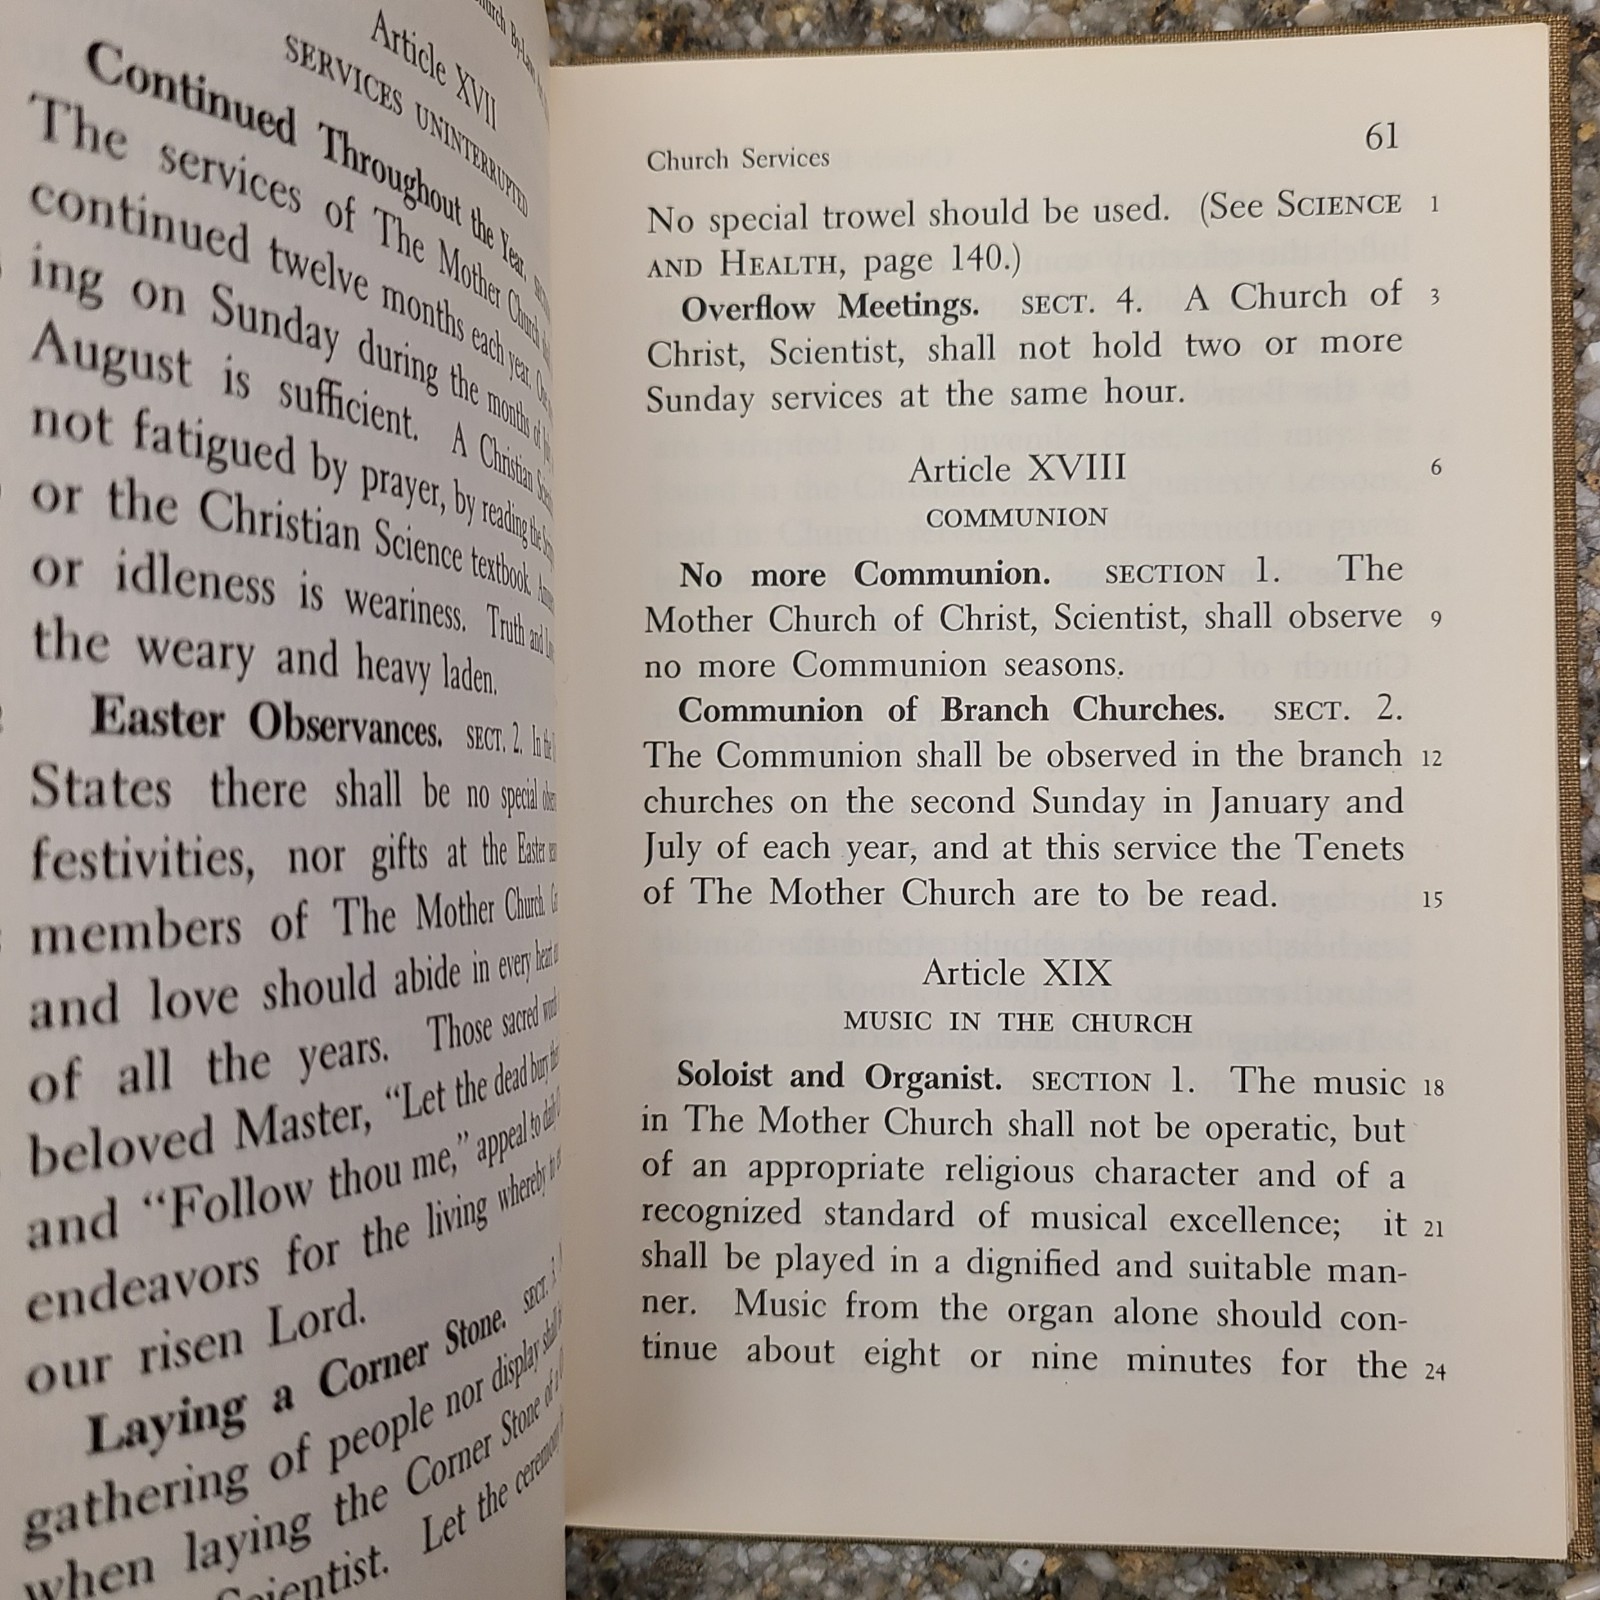 Church By-Law
Article XVII
SERVICES UNINTERRUPTED
Continued Throughout the Year.
The services of The Mother Church
continued twelve months each year. One
ing on Sunday during the months of
August is sufficient. A Christian
not fatigued by prayer, by reading the
or the Christian Science textbook.
or idleness is weariness. Truth and
the weary and heavy laden.
Easter Observances. SECT. 2. In the
States there shall be no special
festivities, nor gifts at the Easter
members of The Mother Church.
and love should abide in every heart
of all the years. Those sacred
beloved Master, “Let the dead bury
and “Follow thou me,” appeal to
endeavors for the living whereby to
our risen Lord.
Laying a Corner Stone. SECT. 3.
gathering of people nor display shall
when laying the Corner Stone of a
Scientist. Let the ceremony
Church Services
61
No special trowel should be used. (See SCIENCE 1
AND HEALTH, page 140.)
Overflow Meetings. SECT. 4. A Church of 3
Christ, Scientist, shall not hold two or more
Sunday services at the same hour.
Article XVIII 6
COMMUNION
No more Communion. SECTION 1. The
Mother Church of Christ, Scientist, shall observe 9
no more Communion seasons.
Communion of Branch Churches. SECT. 2.
The Communion shall be observed in the branch 12
churches on the second Sunday in January and
July of each year, and at this service the Tenets
of The Mother Church are to be read. 15
Article XIX
MUSIC IN THE CHURCH
Soloist and Organist. SECTION 1. The music 18
in The Mother Church shall not be operatic, but
of an appropriate religious character and of a
recognized standard of musical excellence; it 21
shall be played in a dignified and suitable man-
ner. Music from the organ alone should con-
tinue about eight or nine minutes for the 24